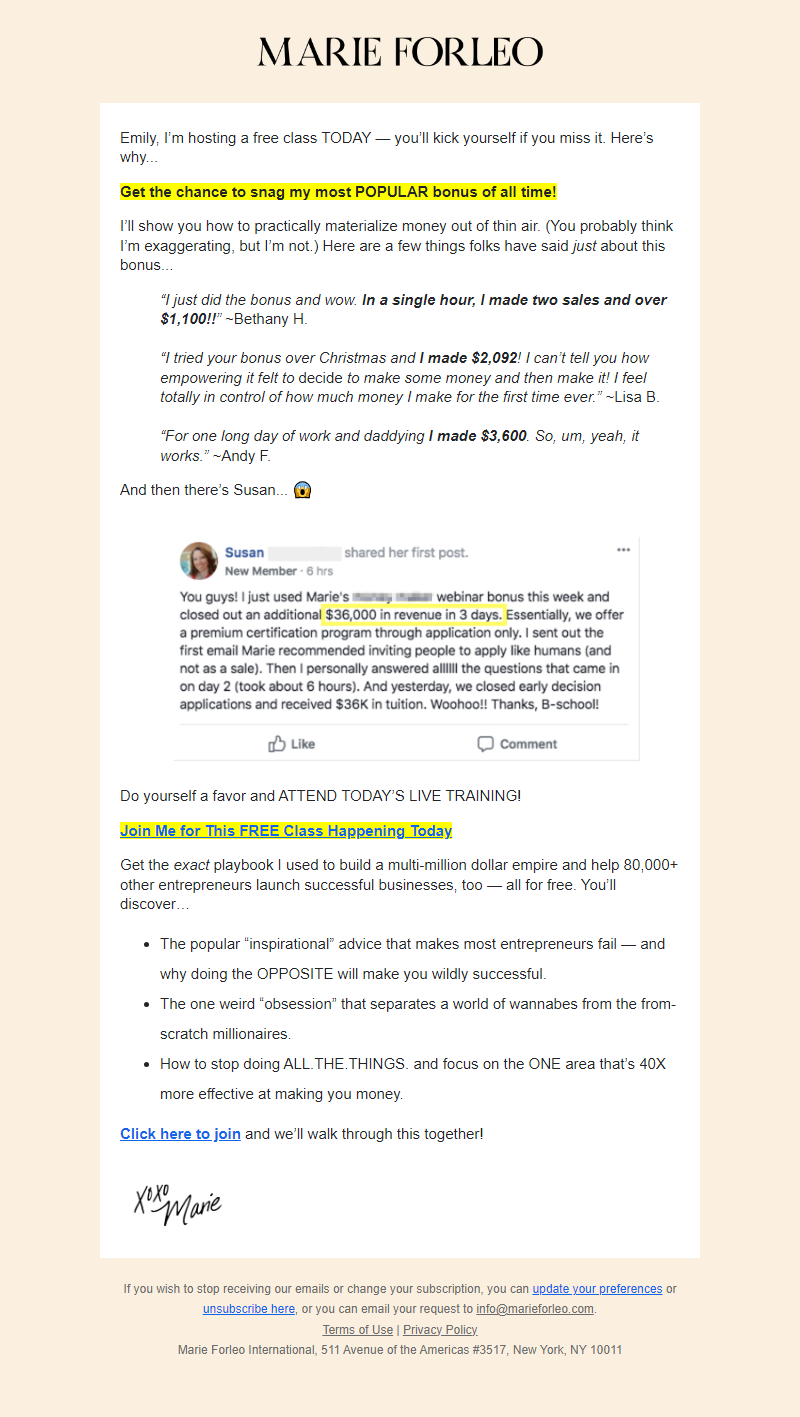 MARIE FORLEO
Emily, I’m hosting a free class TODAY — you’ll kick yourself if you miss it. Here’s
why...
Get the chance to snag my most POPULAR bonus of all time!
I’ll show you how to practically materialize money out of thin air. (You probably think
I’m exaggerating, but I’m not.) Here are a few things folks have said just about this
bonus...
“I just did the bonus and wow. In a single hour, I made two sales and over
$1,100!!” ~Bethany H.
“I tried your bonus over Christmas and I made $2,092! I can’t tell you how
empowering it felt to decide to make some money and then make it! I feel
totally in control of how much money I make for the first time ever.” ~Lisa B.
“For one long day of work and daddying I made $3,600. So, um, yeah, it
works.” ~Andy F.
And then there’s Susan... 😱
Susan shared her first post.
New Member · 6 hrs
You guys! I just used Marie's webinar bonus this week and
closed out an additional $36,000 in revenue in 3 days. Essentially, we offer
a premium certification program through application only. I sent out the
first email Marie recommended inviting people to apply like humans (and
not as a sale). Then I personally answered allllll the questions that came in
on day 2 (took about 6 hours). And yesterday, we closed early decision
applications and received $36K in tuition. Woohoo!! Thanks, B-school!
Like Comment
Do yourself a favor and ATTEND TODAY’S LIVE TRAINING!
Join Me for This FREE Class Happening Today
Get the exact playbook I used to build a multi-million dollar empire and help 80,000+
other entrepreneurs launch successful businesses, too — all for free. You’ll
discover…
• The popular “inspirational” advice that makes most entrepreneurs fail — and
why doing the OPPOSITE will make you wildly successful.
• The one weird “obsession” that separates a world of wannabes from the from-
scratch millionaires.
• How to stop doing ALL.THE.THINGS. and focus on the ONE area that’s 40X
more effective at making you money.
Click here to join and we’ll walk through this together!
XOXO Marie
If you wish to stop receiving our emails or change your subscription, you can update your preferences or
unsubscribe here, or you can email your request to info@marieforleo.com.
Terms of Use | Privacy Policy
Marie Forleo International, 511 Avenue of the Americas #3517, New York, NY 10011